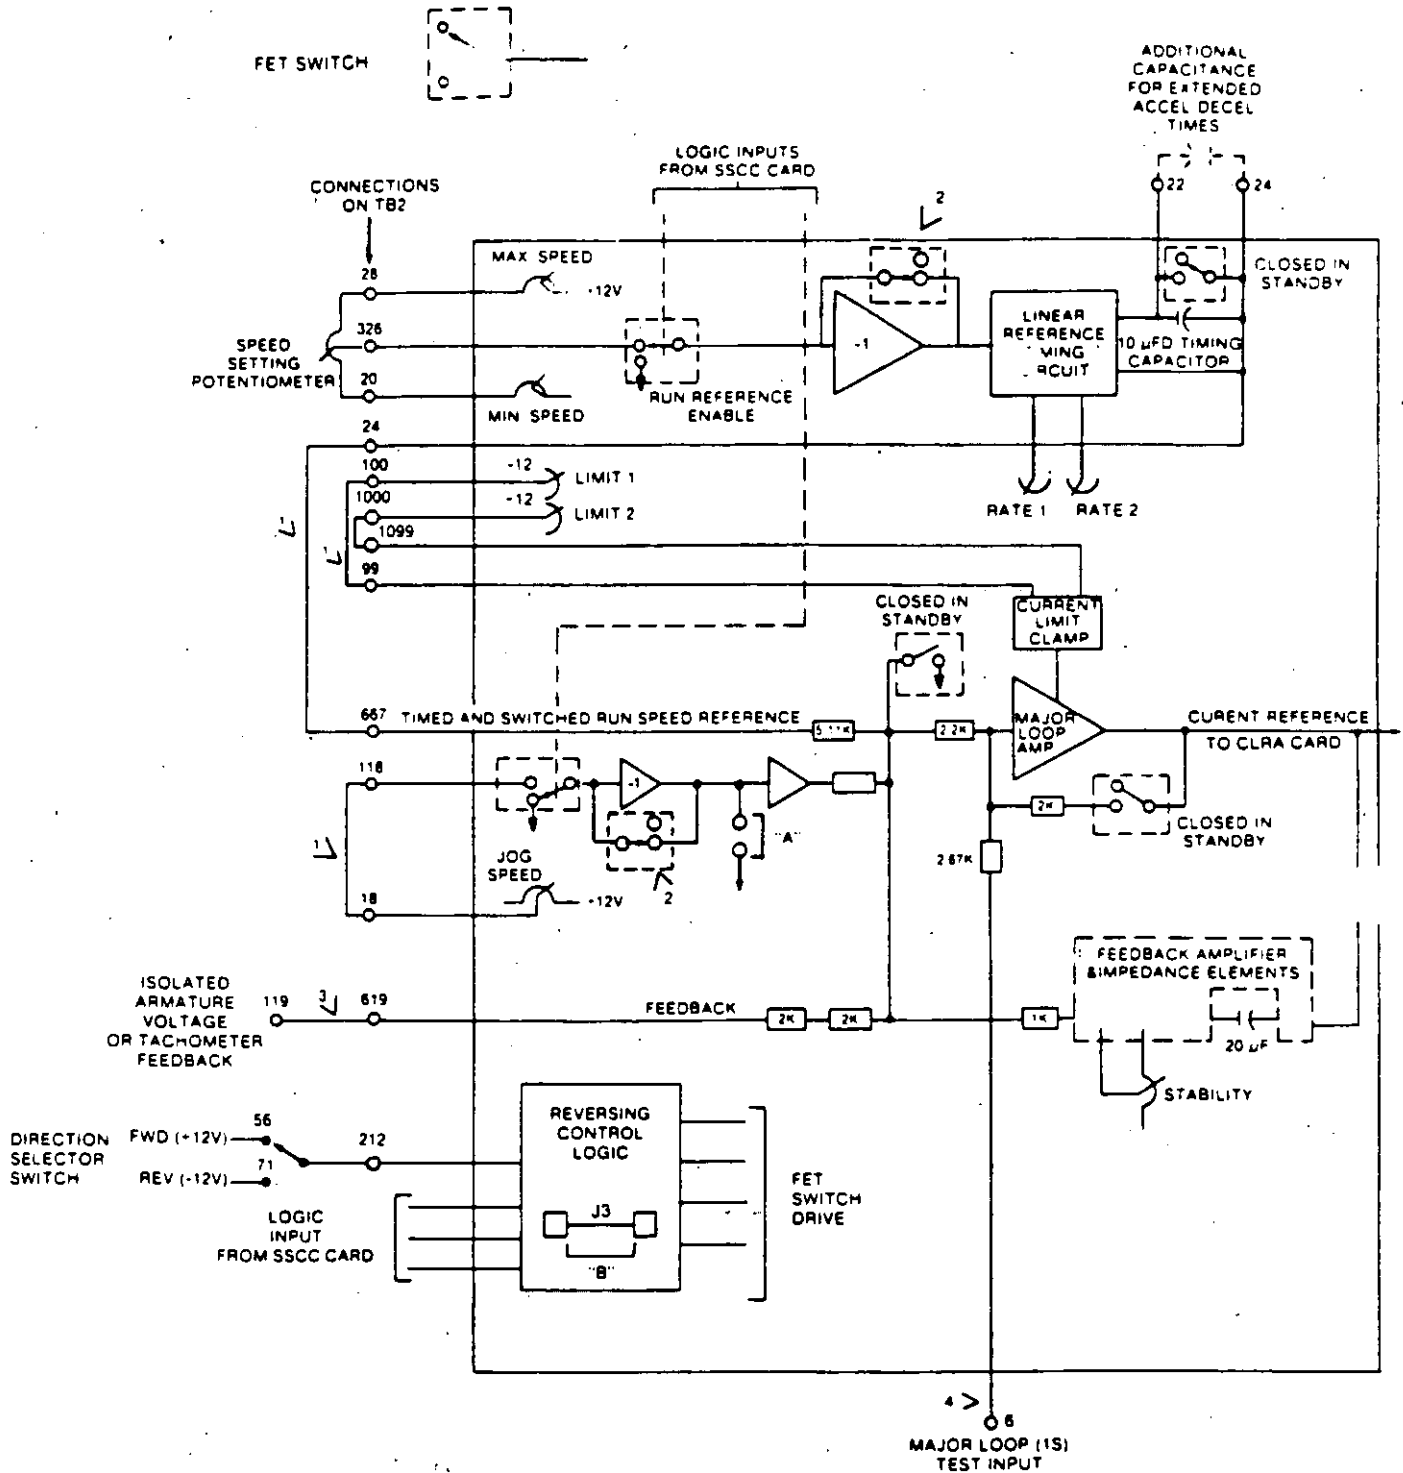 FET SWITCH
ADDITIONAL
CAPACITANCE
FOR EXTENDED
ACCEL DECEL
TIMES
22
24
LOGIC INPUTS
FROM SSCC CARD
CONNECTIONS
ON TB2
2
MAX SPEED
+12V
28
326
20
SPEED
SETTING
POTENTIOMETER
MIN SPEED
RUN REFERENCE
ENABLE
-1
LINEAR
REFERENCE
MING
RCUIT
CLOSED IN
STANDBY
10 µFD TIMING
CAPACITOR
RATE 1
RATE 2
24
100
-12
LIMIT 1
1000
-12
LIMIT 2
1099
99
1
CLOSED IN
STANDBY
CURRENT
LIMIT
CLAMP
667
TIMED AND SWITCHED RUN SPEED REFERENCE
5.11K
2.2K
MAJOR
LOOP
AMP
CURENT REFERENCE
TO CLRA CARD
118
-1
"A"
2K
CLOSED IN
STANDBY
2.67K
1
JOG
SPEED
+12V
2
18
FEEDBACK AMPLIFIER
&IMPEDANCE ELEMENTS
20 µF
STABILITY
ISOLATED
ARMATURE
VOLTAGE
OR TACHOMETER
FEEDBACK
119
3
619
FEEDBACK
2K
2K
1K
DIRECTION
SELECTOR
SWITCH
FWD (+12V)
56
REV (-12V)
71
212
LOGIC
INPUT
FROM SSCC CARD
REVERSING
CONTROL
LOGIC
J3
"B"
FET
SWITCH
DRIVE
4
6
MAJOR LOOP (1S)
TEST INPUT